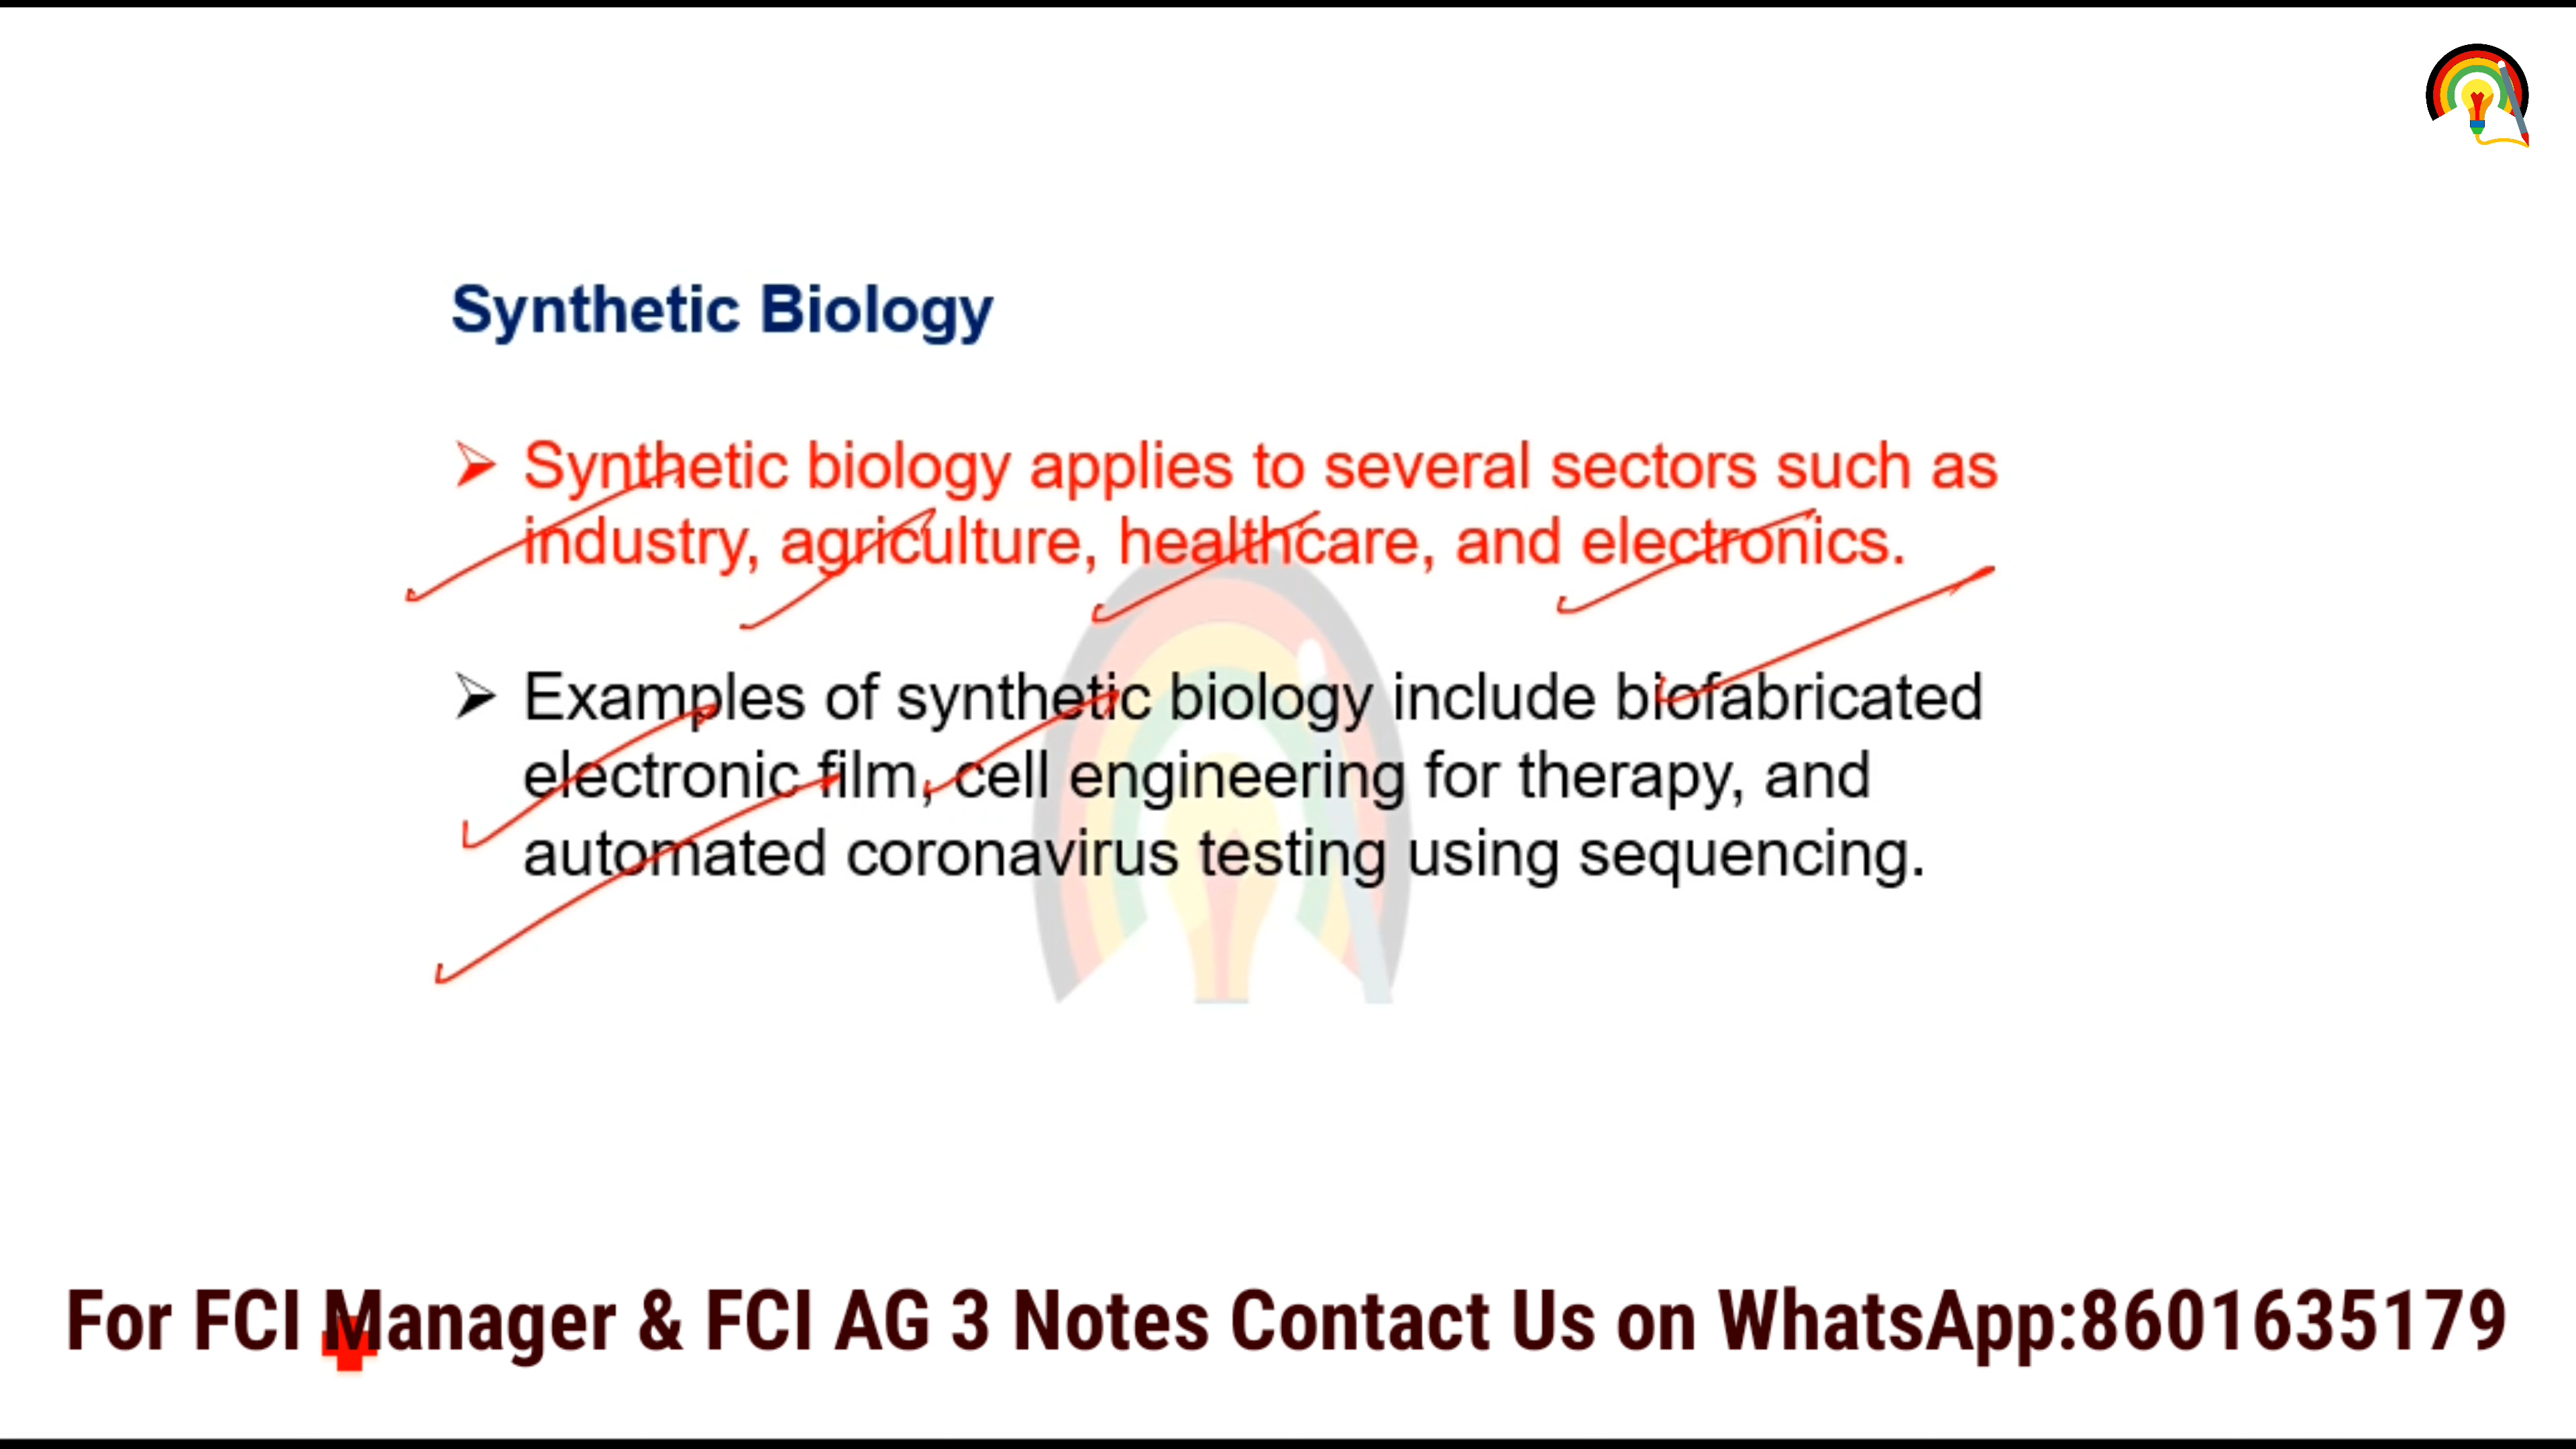 Synthetic Biology
➢ Synthetic biology applies to several sectors such as
industry, agriculture, healthcare, and electronics.
➢ Examples of synthetic biology include biofabricated
electronic film, cell engineering for therapy, and
automated coronavirus testing using sequencing.
For FCI Manager & FCI AG 3 Notes Contact Us on WhatsApp:8601635179